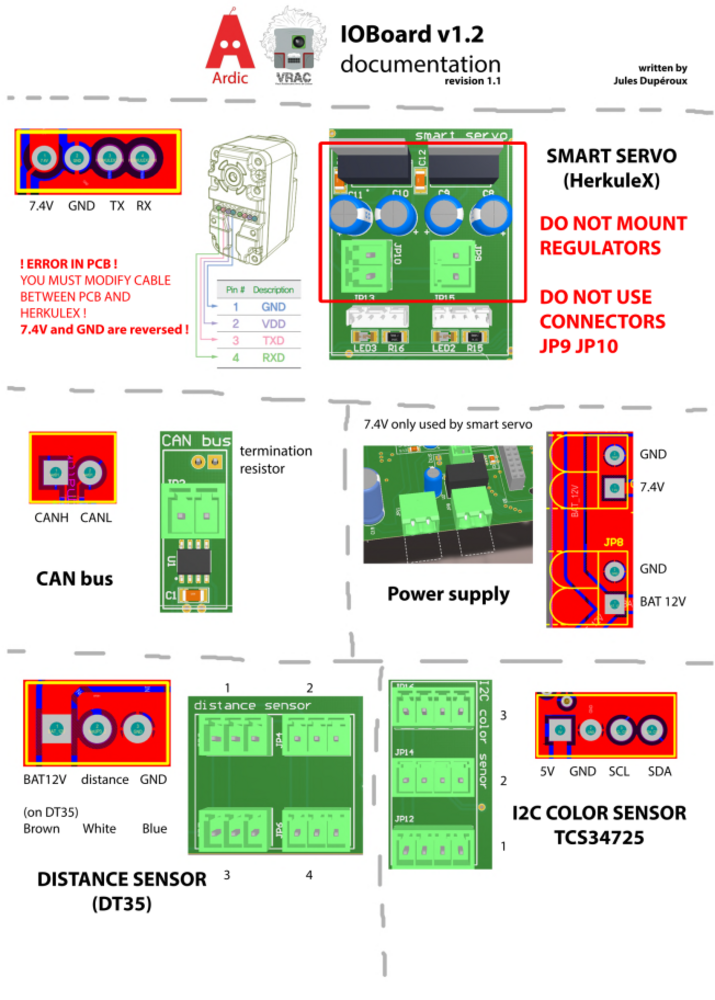 IOBoard v1.2
documentation
revision 1.1
Ardic
VRAC
written by
Jules Dupéroux
7.4V GND TX RX
! ERROR IN PCB !
YOU MUST MODIFY CABLE
BETWEEN PCB AND
HERKULEX !
7.4V and GND are reversed !
Pin # Description
1 GND
2 VDD
3 TXD
4 RXD
smart servo
C12
C11
C10
C9
C8
JP10
JP9
JP13
JP15
LED3 R16
LED2 R15
SMART SERVO
(HerkuleX)
DO NOT MOUNT
REGULATORS
DO NOT USE
CONNECTORS
JP9 JP10
CANH CANL
CAN bus
CAN bus
U1
C1
termination
resistor
7.4V only used by smart servo
Power supply
BAT_12V
JP8
GND
7.4V
GND
BAT 12V
BAT12V distance GND
(on DT35)
Brown White Blue
DISTANCE SENSOR
(DT35)
1 2
distance sensor
JP4
JP6
3 4
JP16
JP14
JP12
I2C color senor
3
2
1
5V GND SCL SDA
I2C COLOR SENSOR
TCS34725